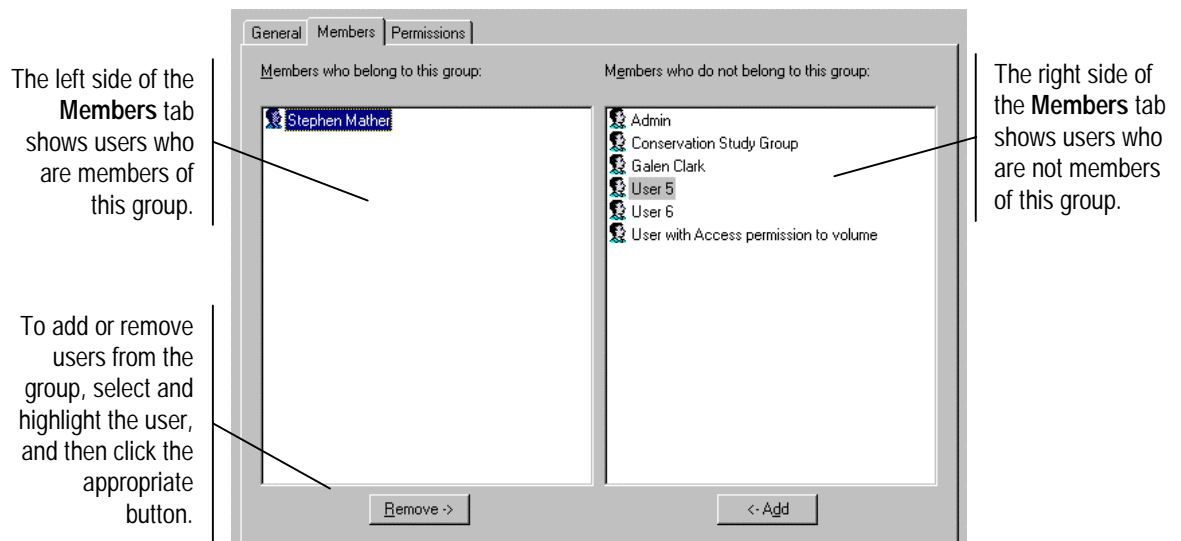 General Members Permissions
Members who belong to this group:
Members who do not belong to this group:
Stephen Mather
Admin
Conservation Study Group
Galen Clark
User 5
User 6
User with Access permission to volume
Remove ->
<- Add
The left side of the
Members tab
shows users who
are members of
this group.
To add or remove
users from the
group, select and
highlight the user,
and then click the
appropriate
button.
The right side of
the Members tab
shows users who
are not members
of this group.